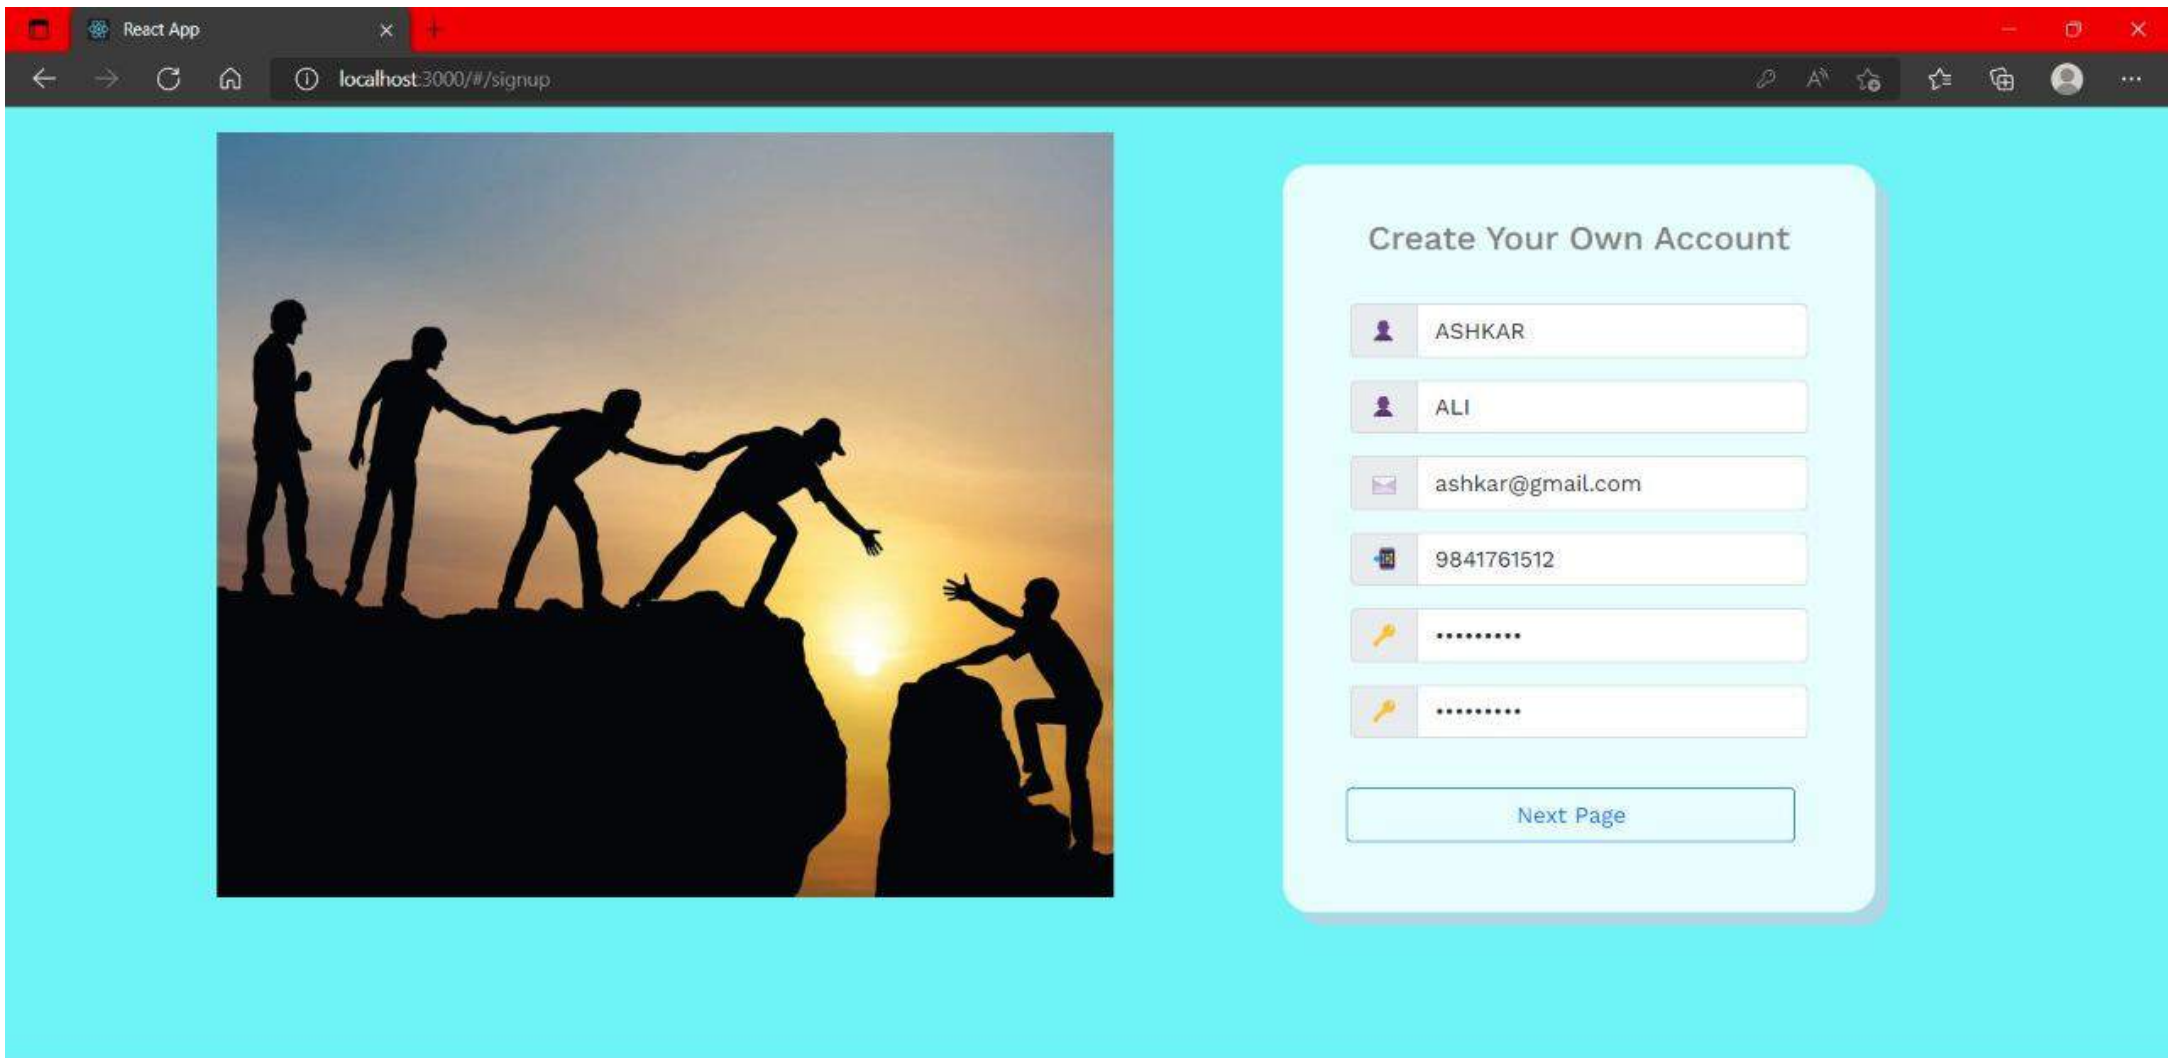 React App
localhost:3000/#/signup
Create Your Own Account
ASHKAR
ALI
ashkar@gmail.com
9841761512
•••••••••
•••••••••
Next Page